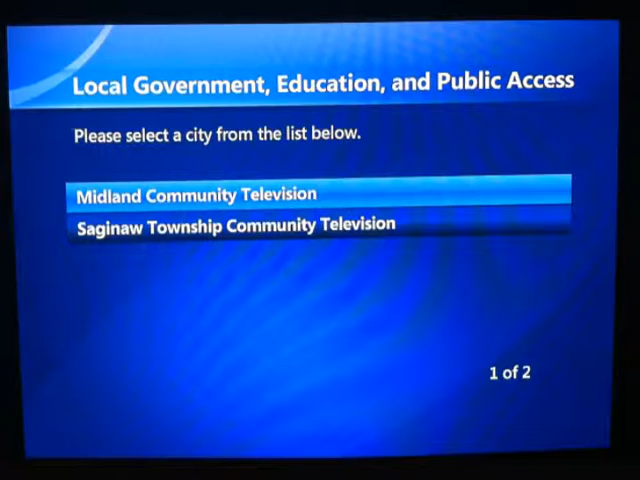 Local Government, Education, and Public Access
Please select a city from the list below.
Midland Community Television
Saginaw Township Community Television
1 of 2